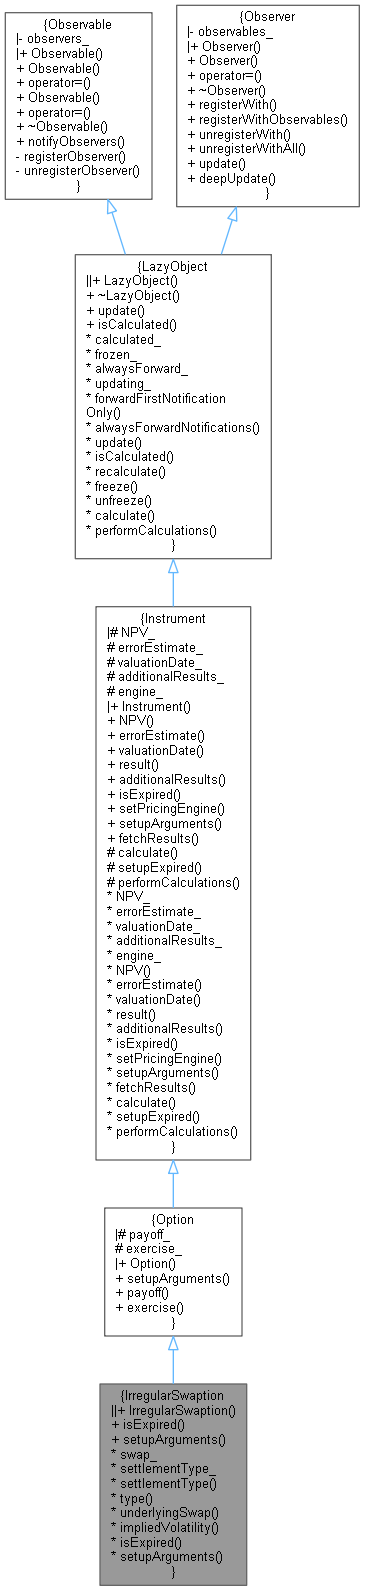 {Observable
|- observers_
|+ Observable()
+ Observable()
+ operator=()
+ Observable()
+ operator=()
+ ~Observable()
+ notifyObservers()
- registerObserver()
- unregisterObserver()
}
{Observer
|- observables_
|+ Observer()
+ Observer()
+ operator=()
+ ~Observer()
+ registerWith()
+ registerWithObservables()
+ unregisterWith()
+ unregisterWithAll()
+ update()
+ deepUpdate()
}
{LazyObject
||+ LazyObject()
+ ~LazyObject()
+ update()
+ isCalculated()
* calculated_
* frozen_
* alwaysForward_
* updating_
* forwardFirstNotification
Only()
* alwaysForwardNotifications()
* update()
* isCalculated()
* recalculate()
* freeze()
* unfreeze()
* calculate()
* performCalculations()
}
{Instrument
|# NPV_
# errorEstimate_
# valuationDate_
# additionalResults_
# engine_
|+ Instrument()
+ NPV()
+ errorEstimate()
+ valuationDate()
+ result()
+ additionalResults()
+ isExpired()
+ setPricingEngine()
+ setupArguments()
+ fetchResults()
# calculate()
# setupExpired()
# performCalculations()
* NPV_
* errorEstimate_
* valuationDate_
* additionalResults_
* engine_
* NPV()
* errorEstimate()
* valuationDate()
* result()
* additionalResults()
* isExpired()
* setPricingEngine()
* setupArguments()
* fetchResults()
* calculate()
* setupExpired()
* performCalculations()
}
{Option
|# payoff_
# exercise_
|+ Option()
+ setupArguments()
+ payoff()
+ exercise()
}
{IrregularSwaption
||+ IrregularSwaption()
+ isExpired()
+ setupArguments()
* swap_
* settlementType_
* settlementType()
* type()
* underlyingSwap()
* impliedVolatility()
* isExpired()
* setupArguments()
}